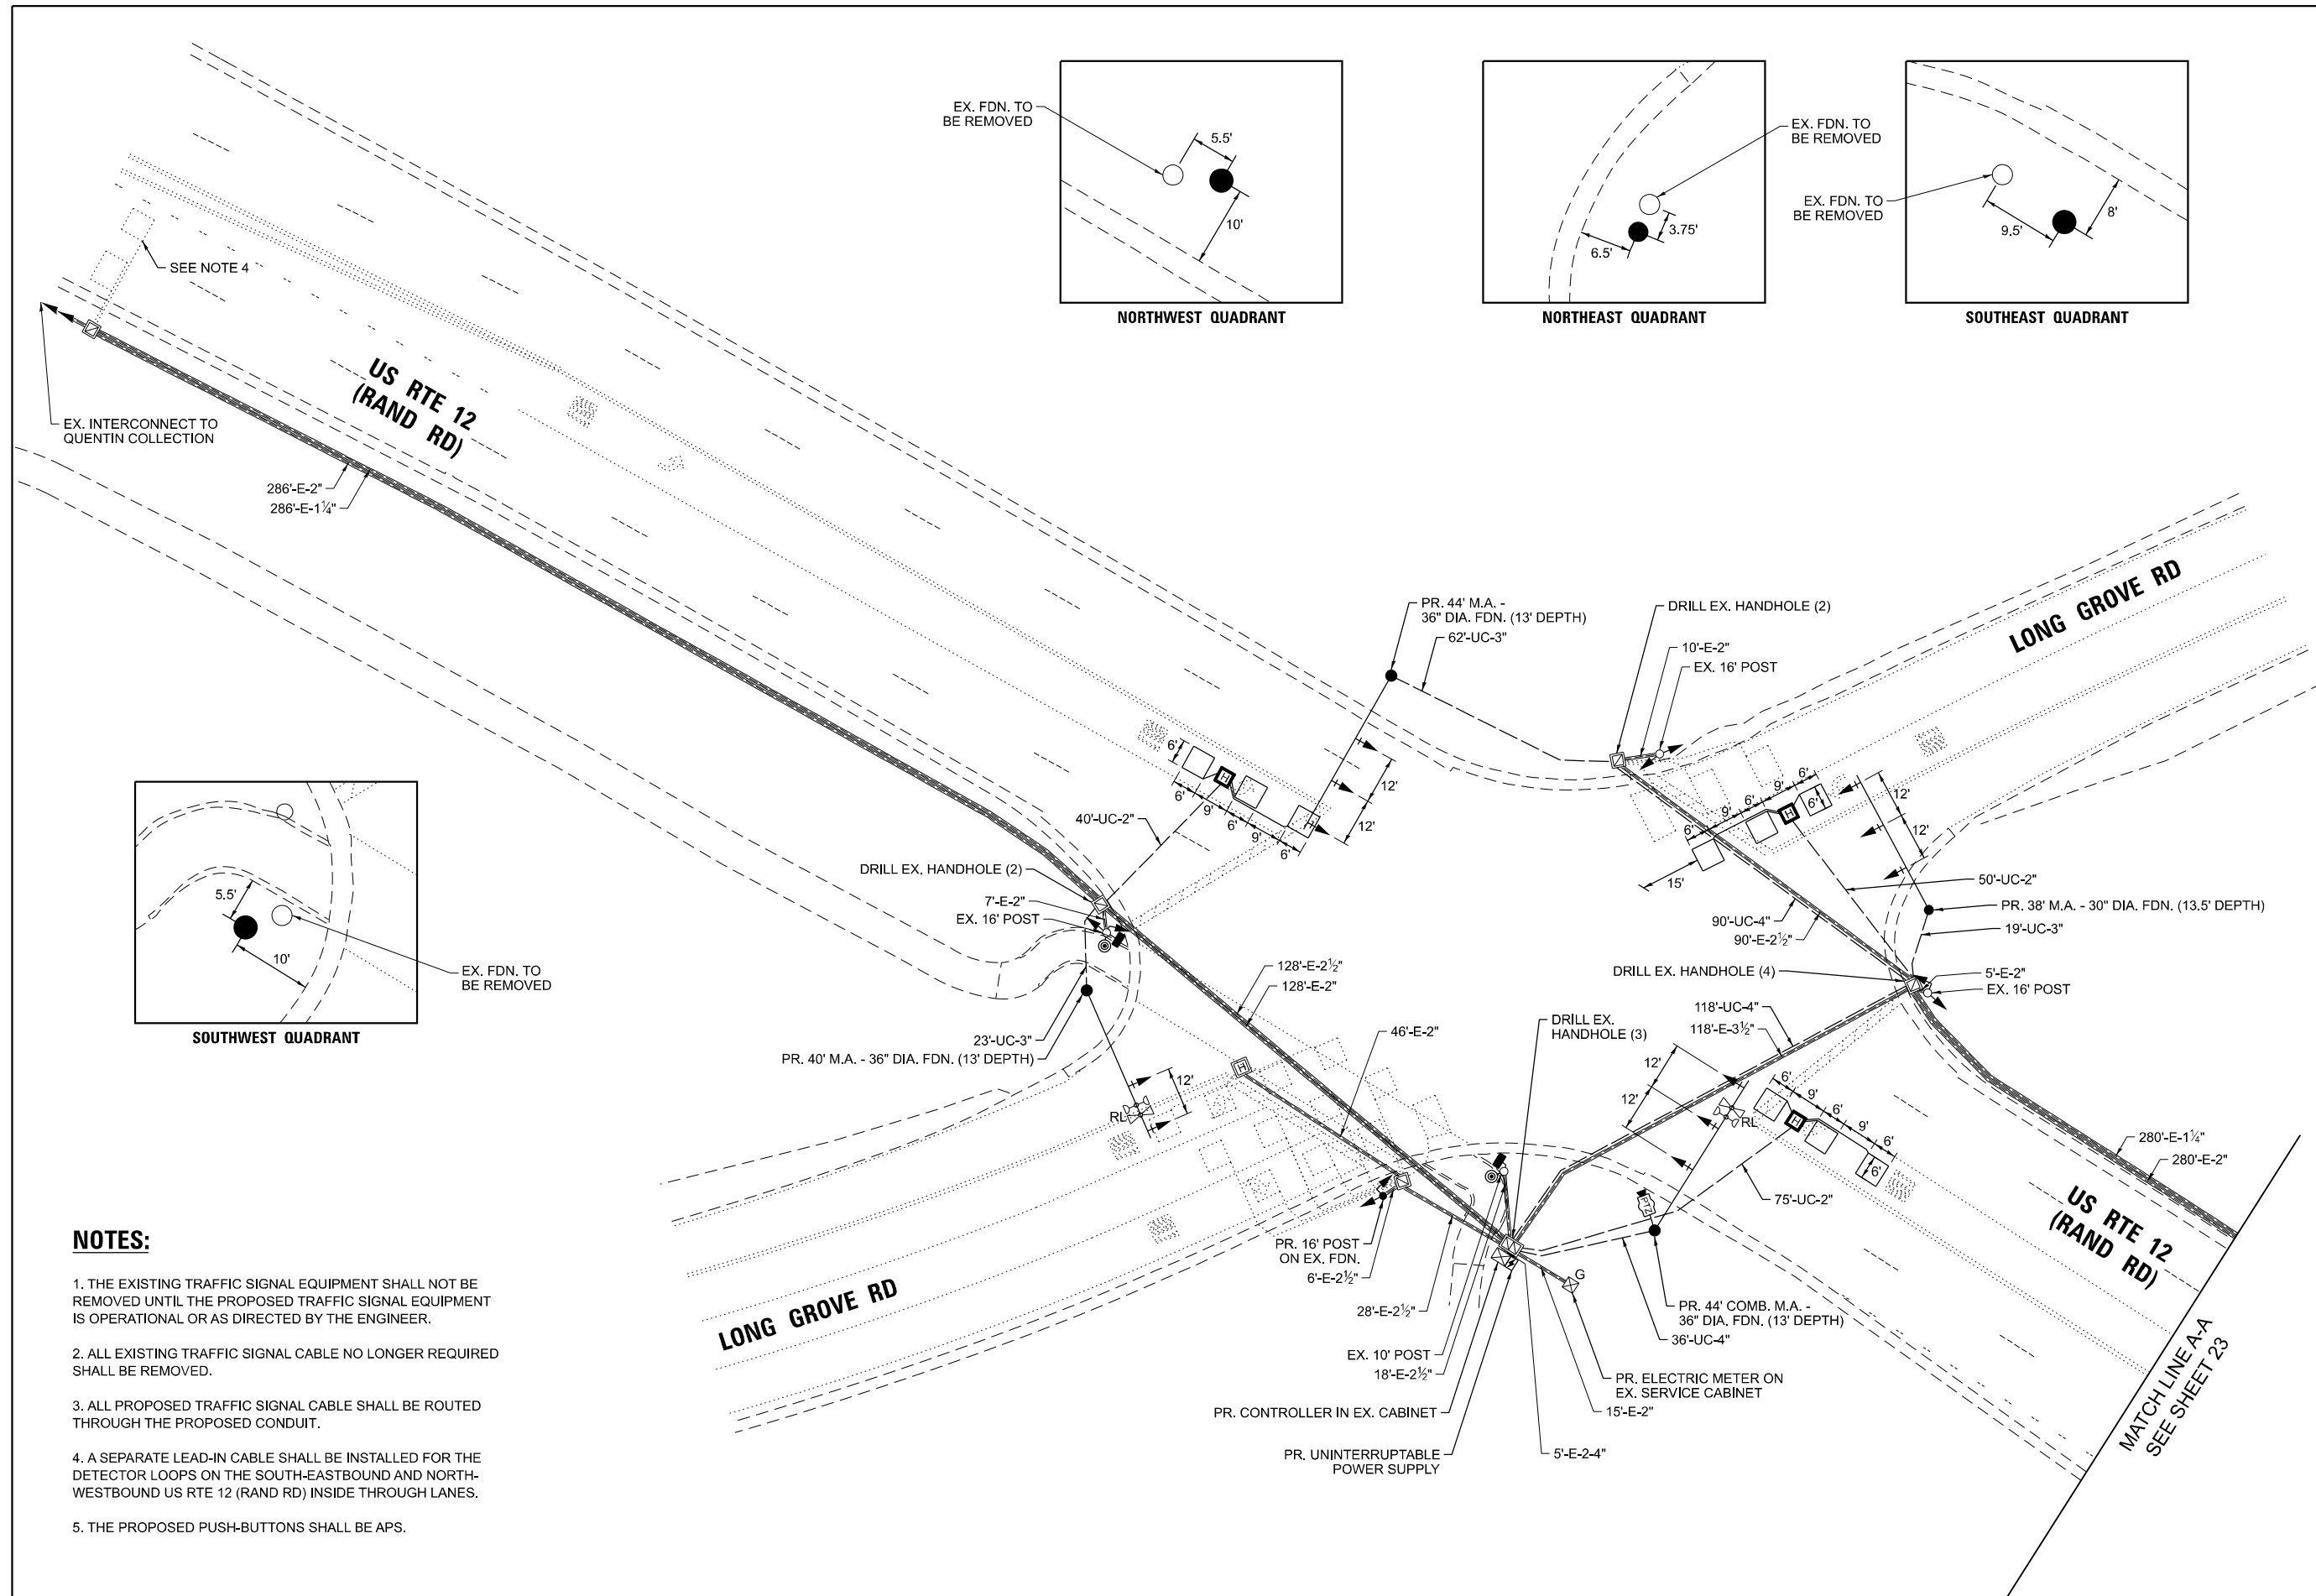 EX. FDN. TO
BE REMOVED
5.5'
10'
NORTHWEST QUADRANT
EX. FDN. TO
BE REMOVED
3.75'
6.5'
NORTHEAST QUADRANT
EX. FDN. TO
BE REMOVED
9.5'
8'
SOUTHEAST QUADRANT
SEE NOTE 4
EX. INTERCONNECT TO
QUENTIN COLLECTION
US RTE 12
(RAND RD)
286'-E-2"
286'-E-1¼"
PR. 44' M.A. -
36" DIA. FDN. (13' DEPTH)
62'-UC-3"
DRILL EX. HANDHOLE (2)
10'-E-2"
EX. 16' POST
LONG GROVE RD
6'
H
6'
9'
6'
9'
6'
12'
12'
40'-UC-2"
DRILL EX. HANDHOLE (2)
7'-E-2"
EX. 16' POST
6'
9'
6'
9'
6'
6'
H
15'
12'
12'
50'-UC-2"
PR. 38' M.A. - 30" DIA. FDN. (13.5' DEPTH)
19'-UC-3"
90'-UC-4"
90'-E-2½"
DRILL EX. HANDHOLE (4)
5'-E-2"
EX. 16' POST
5.5'
10'
EX. FDN. TO
BE REMOVED
SOUTHWEST QUADRANT
128'-E-2½"
128'-E-2"
23'-UC-3"
PR. 40' M.A. - 36" DIA. FDN. (13' DEPTH)
46'-E-2"
DRILL EX.
HANDHOLE (3)
118'-UC-4"
118'-E-3½"
12'
RL
H
12'
12'
RL
6'
9'
6'
9'
6'
6'
H
280'-E-1¼"
280'-E-2"
75'-UC-2"
PTZ
US RTE 12
(RAND RD)
PR. 16' POST
ON EX. FDN.
6'-E-2½"
28'-E-2½"
G
PR. 44' COMB. M.A. -
36" DIA. FDN. (13' DEPTH)
36'-UC-4"
LONG GROVE RD
EX. 10' POST
18'-E-2½"
PR. ELECTRIC METER ON
EX. SERVICE CABINET
15'-E-2"
PR. CONTROLLER IN EX. CABINET
PR. UNINTERRUPTABLE
POWER SUPPLY
5'-E-2-4"
MATCH LINE A-A
SEE SHEET 23
NOTES:
1. THE EXISTING TRAFFIC SIGNAL EQUIPMENT SHALL NOT BE
REMOVED UNTIL THE PROPOSED TRAFFIC SIGNAL EQUIPMENT
IS OPERATIONAL OR AS DIRECTED BY THE ENGINEER.
2. ALL EXISTING TRAFFIC SIGNAL CABLE NO LONGER REQUIRED
SHALL BE REMOVED.
3. ALL PROPOSED TRAFFIC SIGNAL CABLE SHALL BE ROUTED
THROUGH THE PROPOSED CONDUIT.
4. A SEPARATE LEAD-IN CABLE SHALL BE INSTALLED FOR THE
DETECTOR LOOPS ON THE SOUTH-EASTBOUND AND NORTH-
WESTBOUND US RTE 12 (RAND RD) INSIDE THROUGH LANES.
5. THE PROPOSED PUSH-BUTTONS SHALL BE APS.